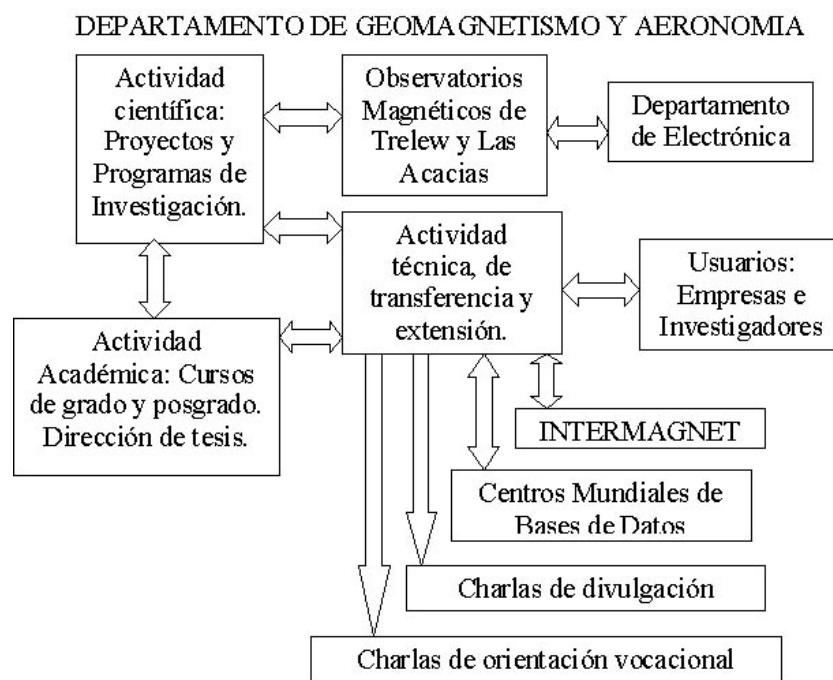 DEPARTAMENTO DE GEOMAGNETISMO Y AERONOMIA
Actividad
científica:
Proyectos y
Programas de
Investigación.
Observatorios
Magnéticos de
Trelew y Las
Acacias
Departamento
de Electrónica
Actividad
técnica, de
transferencia y
extensión.
Usuarios:
Empresas e
Investigadores
Actividad
Académica: Cursos
de grado y posgrado.
Dirección de tesis.
INTERMAGNET
Centros Mundiales de
Bases de Datos
Charlas de divulgación
Charlas de orientación vocacional